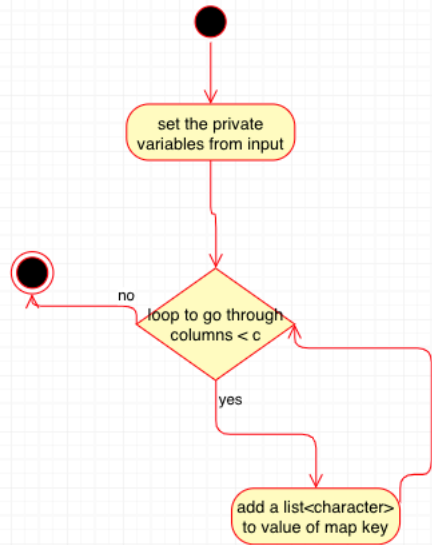 set the private
variables from input
no
loop to go through
columns < c
yes
add a list<character>
to value of map key